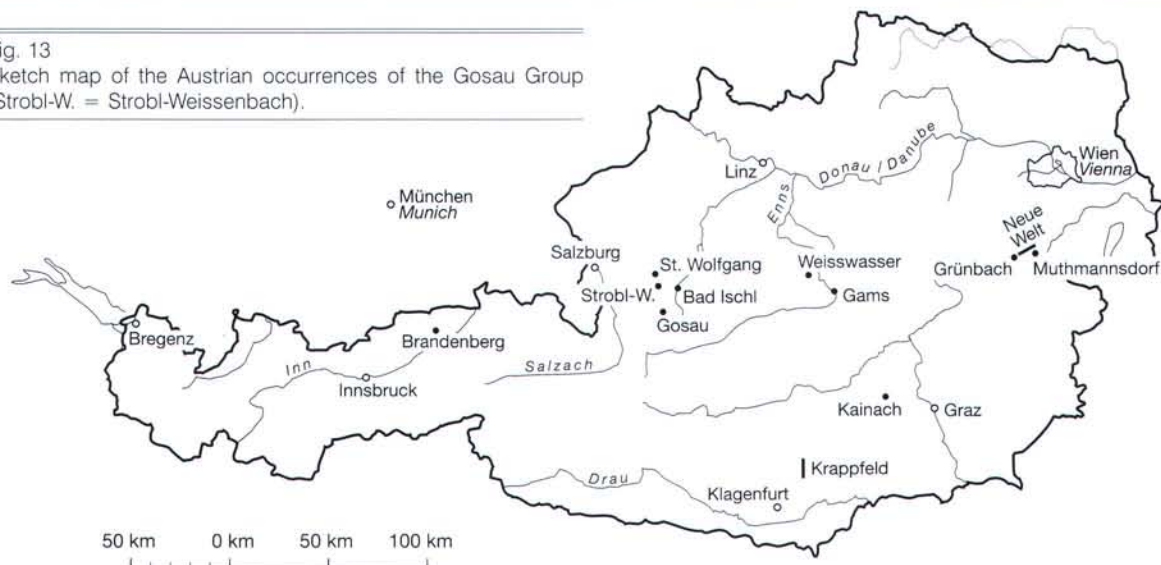 ig. 13
ketch map of the Austrian occurrences of the Gosau Group
Strobl-W. = Strobl-Weissenbach).
München
Munich
Linz
Donau / Danube
Enns
Wien
Vienna
Neue
Welt
Grünbach
Muthmannsdorf
Salzburg
St. Wolfgang
Strobl-W.
Bad Ischl
Gosau
Weisswasser
Gams
Bregenz
Brandenberg
Inn
Innsbruck
Salzach
Kainach
Graz
Krappfeld
Drau
Klagenfurt
50 km 0 km 50 km 100 km